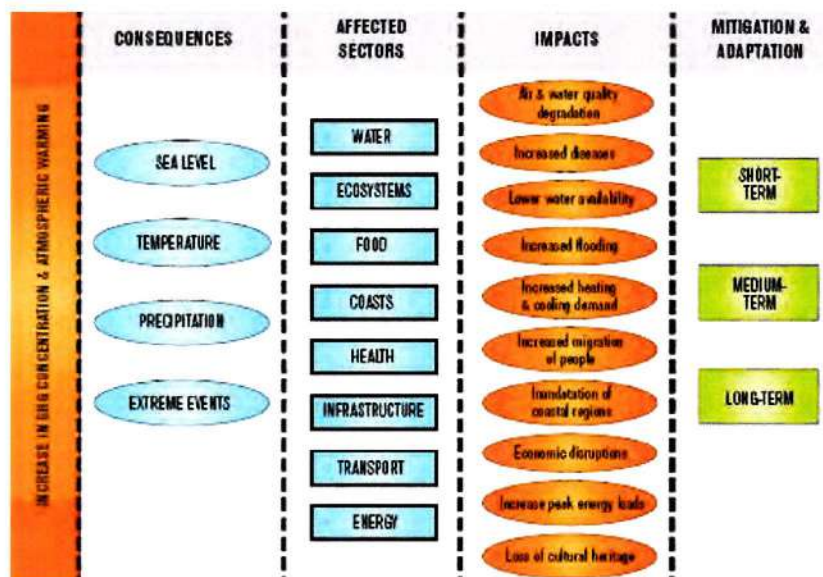 INCREASE IN GHG CONCENTRATION & ATMOSPHERIC WARMING
CONSEQUENCES
SEA LEVEL
TEMPERATURE
PRECIPITATION
EXTREME EVENTS
AFFECTED
SECTORS
WATER
ECOSYSTEMS
FOOD
COASTS
HEALTH
INFRASTRUCTURE
TRANSPORT
ENERGY
IMPACTS
Air & water quality
degradation
Increased diseases
Lower water availability
Increased flooding
Increased heating
& cooling demand
Increased migration
of people
Inundatation of
coastal regions
Economic disruptions
Increase peak energy loads
Loss of cultural heritage
MITIGATION &
ADAPTATION
SHORT-
TERM
MEDIUM-
TERM
LONG-TERM